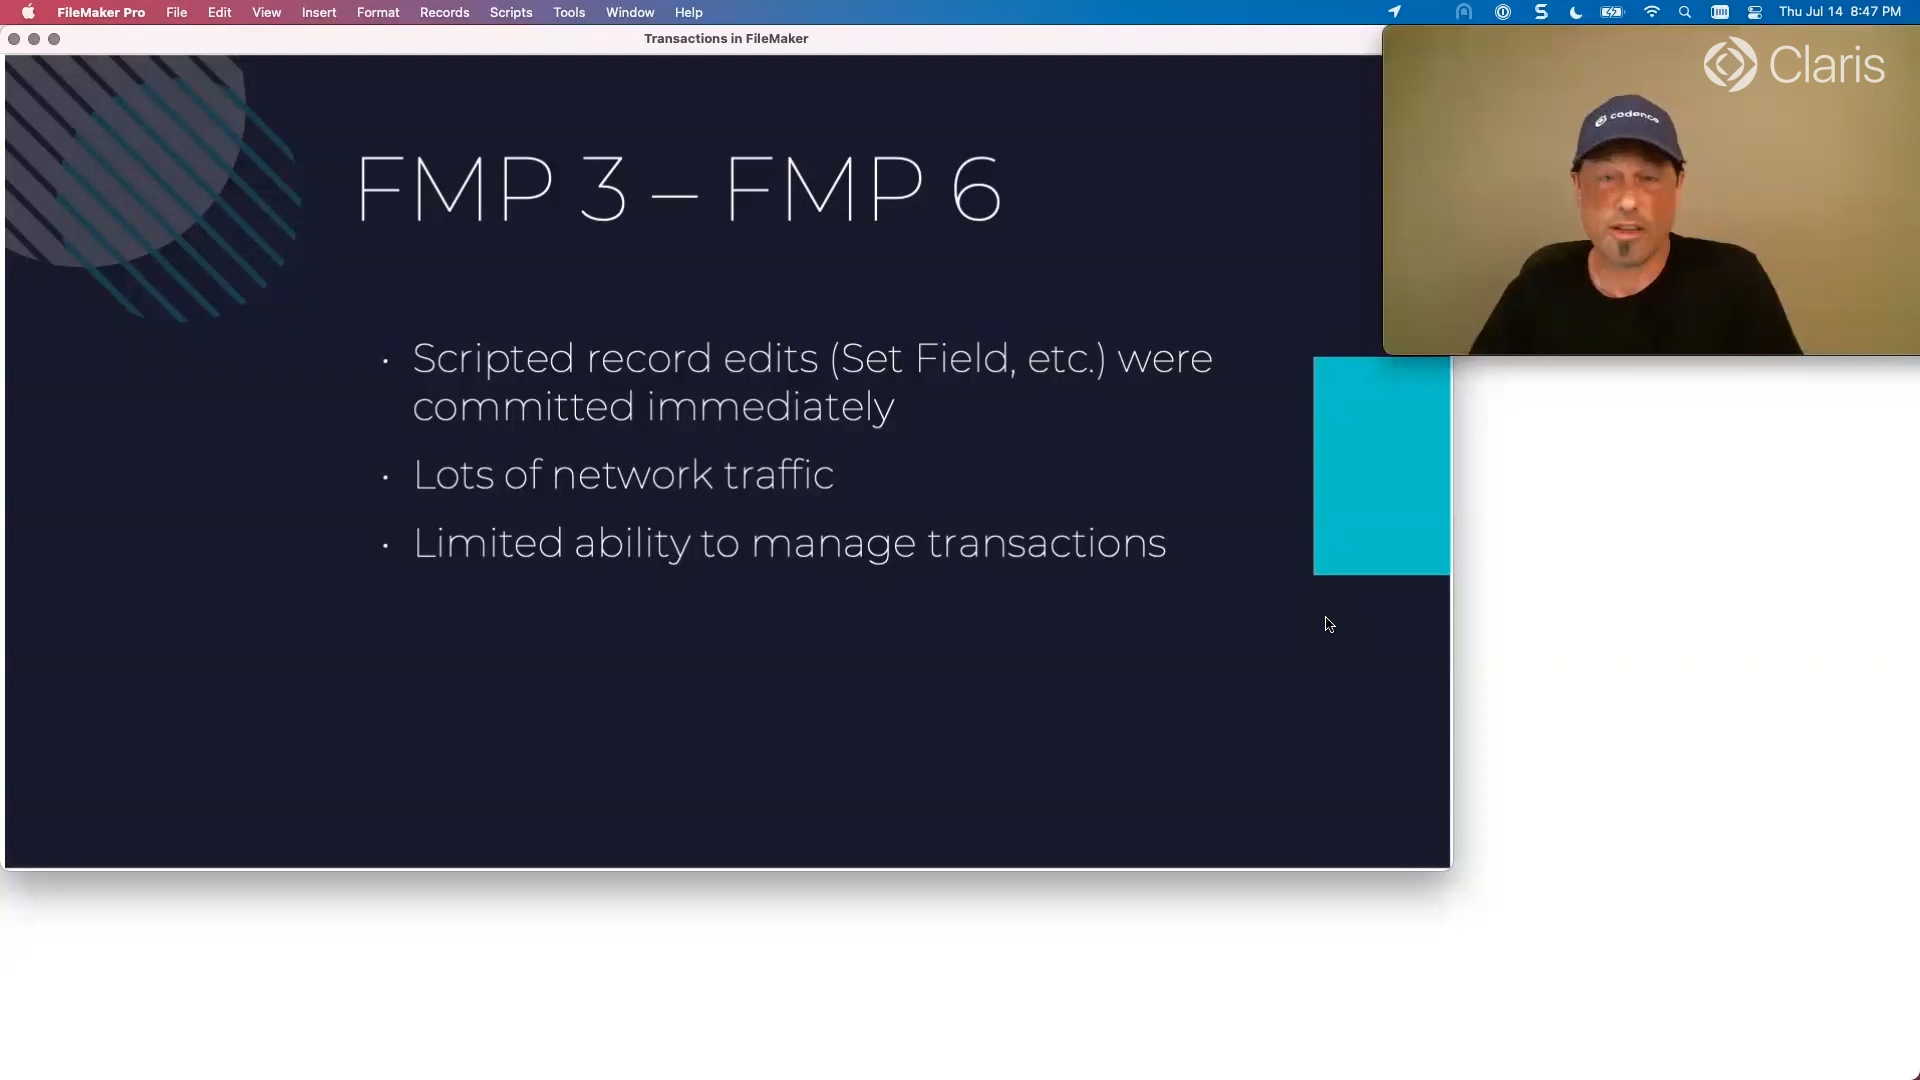 FileMaker Pro File Edit View Insert Format Records Scripts Tools Window Help Thu Jul 14 8:47 PM
Transactions in FileMaker
Claris
codence
FMP 3 – FMP 6
• Scripted record edits (Set Field, etc.) were
committed immediately
• Lots of network traffic
• Limited ability to manage transactions